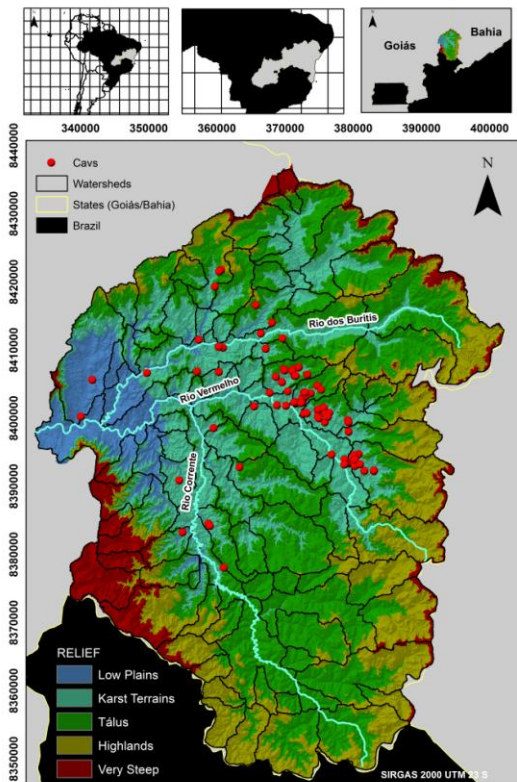 Goiás
Bahia
340000 350000
360000 370000 380000
390000 400000
8440000
8430000
8420000
8410000
8400000
8390000
8380000
8370000
8360000
8350000
Cavs
Watersheds
States (Goiás/Bahia)
Brazil
N
Rio dos Buritis
Rio Vermelho
Rio Corrente
RELIEF
Low Plains
Karst Terrains
Tálus
Highlands
Very Steep
SIRGAS 2000 UTM 23 S